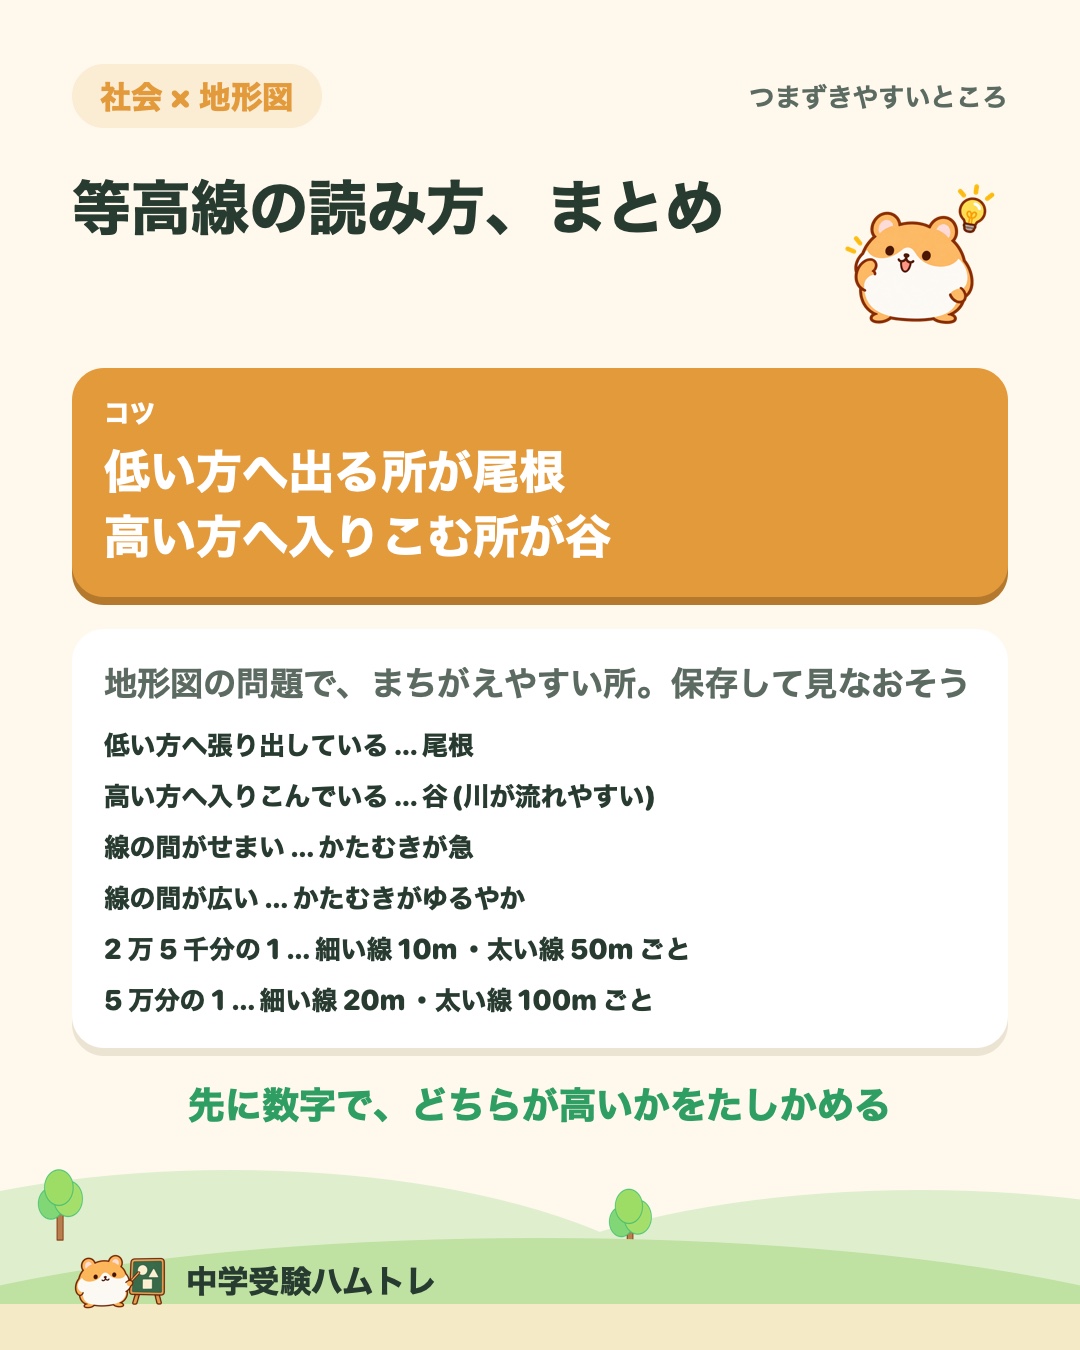 社会 × 地形図
つまずきやすいところ
等高線の読み方、まとめ
コツ
低い方へ出る所が尾根
高い方へ入りこむ所が谷
地形図の問題で、まちがえやすい所。保存して見なおそう
低い方へ張り出している … 尾根
高い方へ入りこんでいる … 谷 (川が流れやすい)
線の間がせまい … かたむきが急
線の間が広い … かたむきがゆるやか
2 万 5 千分の 1 … 細い線 10m・太い線 50m ごと
5 万分の 1 … 細い線 20m・太い線 100m ごと
先に数字で、どちらが高いかをたしかめる
中学受験ハムトレ